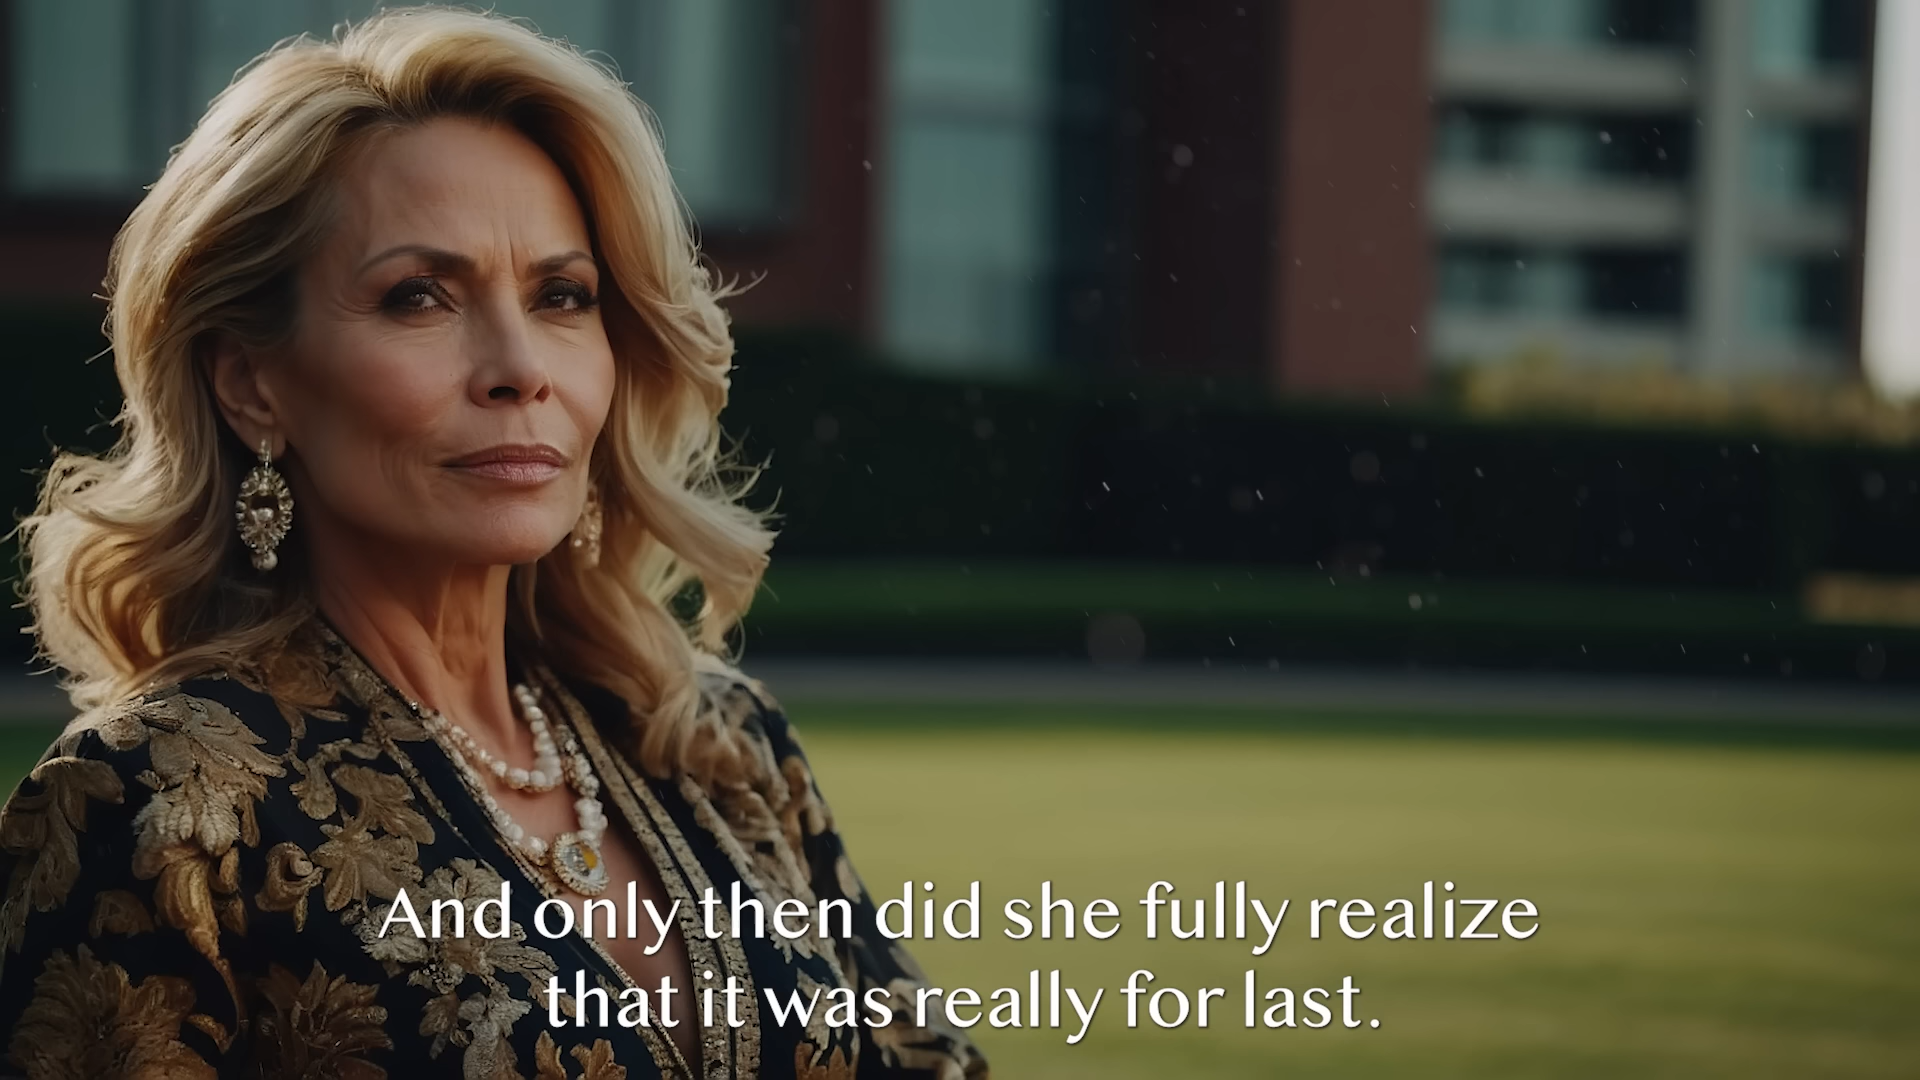 And only then did she fully realize
that it was really for last.